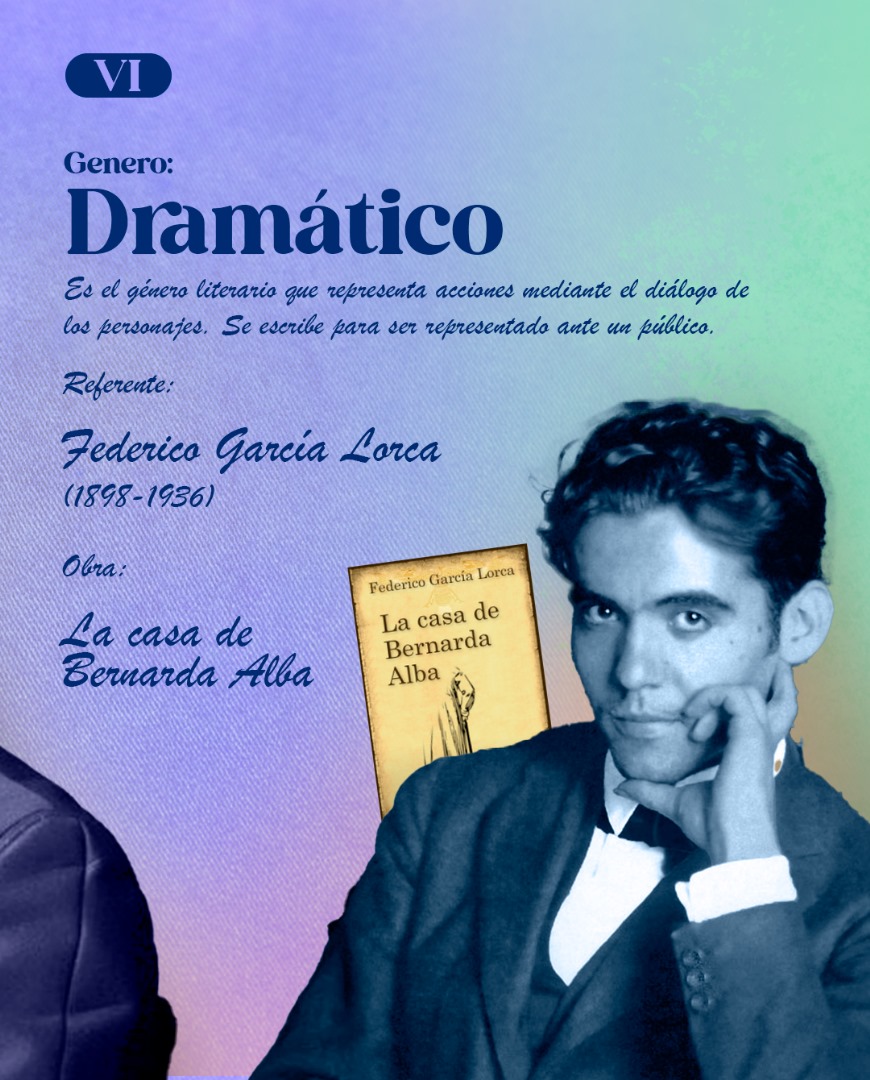 VI
Genero:
Dramático
Es el género literario que representa acciones mediante el diálogo de
los personajes. Se escribe para ser representado ante un público.
Referente:
Federico García Lorca
(1898-1936)
Obra:
La casa de
Bernarda Alba
Federico García Lorca
La casa de
Bernarda
Alba